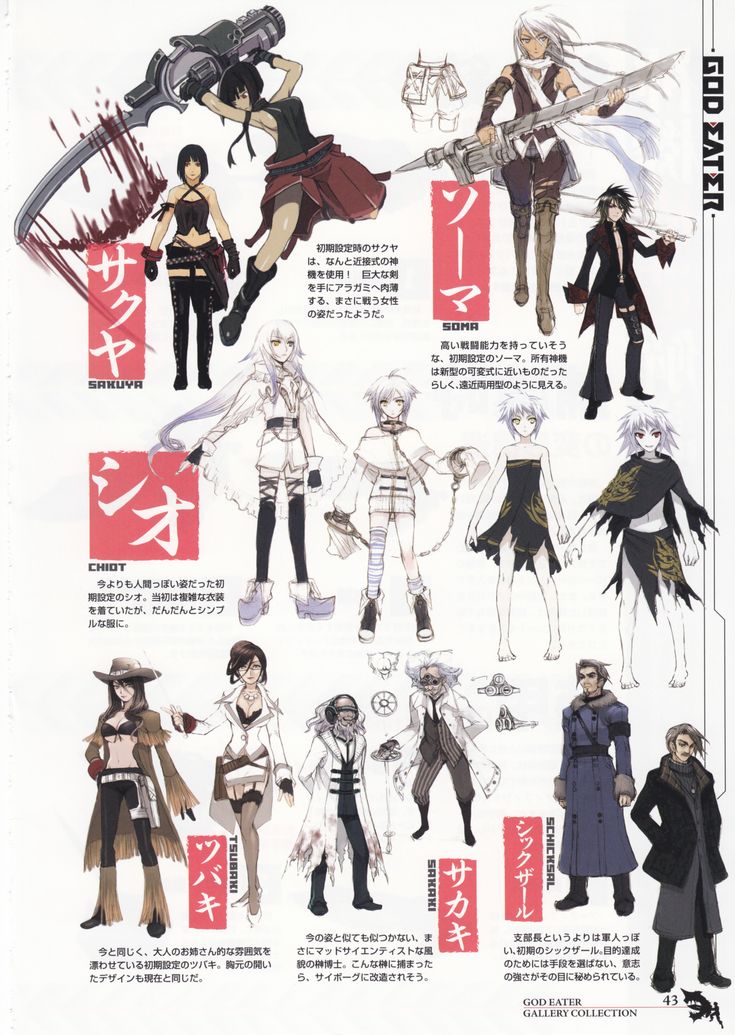 GOD EATER
サクヤ
SAKUYA
初期設定時のサクヤ
は、なんと近接式の神
機を使用！　巨大な剣
を手にアラガミへ肉薄
する、まさに戦う女性
の姿だったようだ。
ソーマ
SOMA
高い戦闘能力を持っていそう
な、初期設定のソーマ。所有神機
は新型の可変式に近いものだった
らしく、遠近両用型のように見える。
シオ
CHIOT
今よりも人間っぽい姿だった初
期設定のシオ。当初は複雑な衣装
を着ていたが、だんだんとシンプ
ルな服に。
ツバキ
TSUBAKI
今と同じく、大人のお姉さん的な雰囲気を
漂わせている初期設定のツバキ。胸元の開い
たデザインも現在と同じだ。
サカキ
SAKAKI
今の姿と似ても似つかない、ま
さにマッドサイエンティストな風
貌の榊博士。こんな榊に捕まった
ら、サイボーグに改造されそう。
シックザール
SCHICKSAL
支部長というよりは軍人っぽ
い、初期のシックザール。目的達成
のためには手段を選ばない、意志
の強さがその目に秘められている。
GOD EATER
GALLERY COLLECTION
43